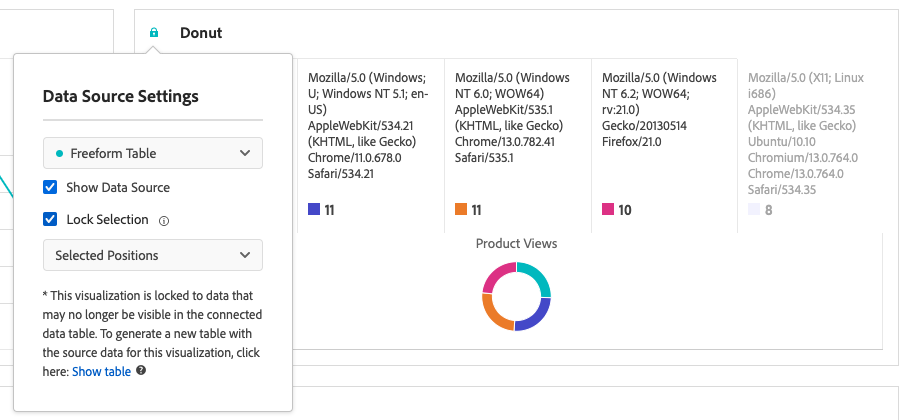 Donut
Data Source Settings
Freeform Table
Show Data Source
Lock Selection
Selected Positions
* This visualization is locked to data that
may no longer be visible in the connected
data table. To generate a new table with
the source data for this visualization, click
here: Show table
Mozilla/5.0 (Windows;
U; Windows NT 5.1; en-
US)
AppleWebKit/534.21
(KHTML, like Gecko)
Chrome/11.0.678.0
Safari/534.21
11
Mozilla/5.0 (Windows
NT 6.0; WOW64)
AppleWebKit/535.1
(KHTML, like Gecko)
Chrome/13.0.782.41
Safari/535.1
11
Mozilla/5.0 (Windows
NT 6.2; WOW64;
rv:21.0)
Gecko/20130514
Firefox/21.0
10
Mozilla/5.0 (X11; Linux
i686)
AppleWebKit/534.35
(KHTML, like Gecko)
Ubuntu/10.10
Chromium/13.0.764.0
Chrome/13.0.764.0
Safari/534.35
8
Product Views